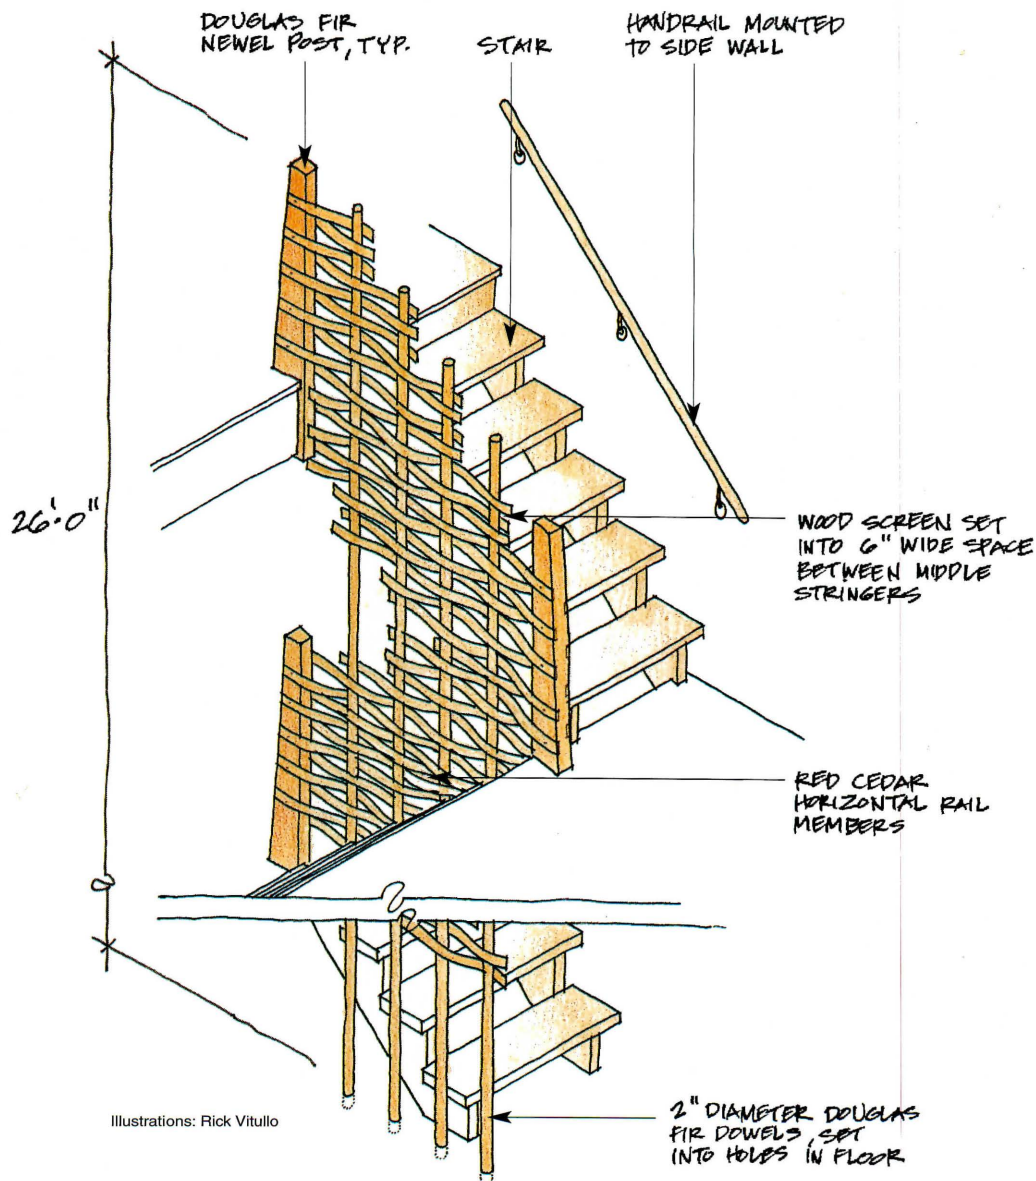 DOUGLAS FIR
NEWEL POST, TYP.
STAIR
HANDRAIL MOUNTED
TO SIDE WALL
26'-0"
WOOD SCREEN SET
INTO 6" WIDE SPACE
BETWEEN MIDDLE
STRINGERS
RED CEDAR
HORIZONTAL RAIL
MEMBERS
Illustrations: Rick Vitullo
2" DIAMETER DOUGLAS
FIR DOWELS, SET
INTO HOLES IN FLOOR